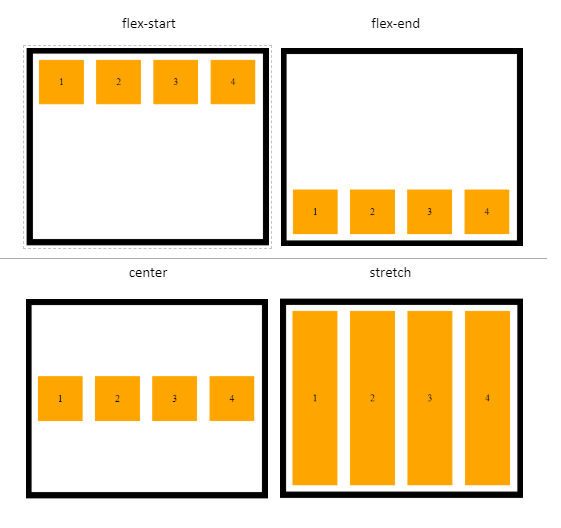 flex-start
flex-end
1 2 3 4
1 2 3 4
center
stretch
1 2 3 4
1 2 3 4